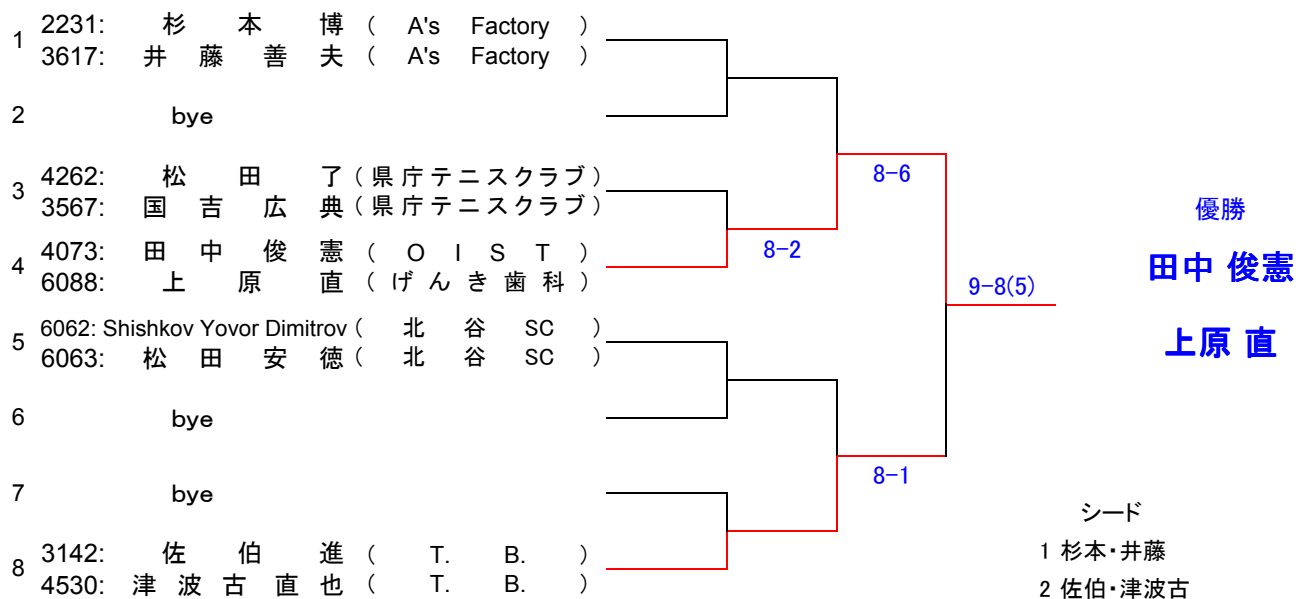 1
2231: 杉本博 ( A's Factory )
3617: 井藤善夫 ( A's Factory )
2 bye
3
4262: 松田了 (県庁テニスクラブ)
3567: 国吉広典 (県庁テニスクラブ)
4
4073: 田中俊憲 ( OIST )
6088: 上原直 (げんき歯科)
5
6062: Shishkov Yovor Dimitrov ( 北谷 SC )
6063: 松田安徳 ( 北谷 SC )
6 bye
7 bye
8
3142: 佐伯進 ( T. B. )
4530: 津波古直也 ( T. B. )
8-2
8-6
8-1
9-8(5)
優勝
田中 俊憲
上原 直
シード
1 杉本・井藤
2 佐伯・津波古